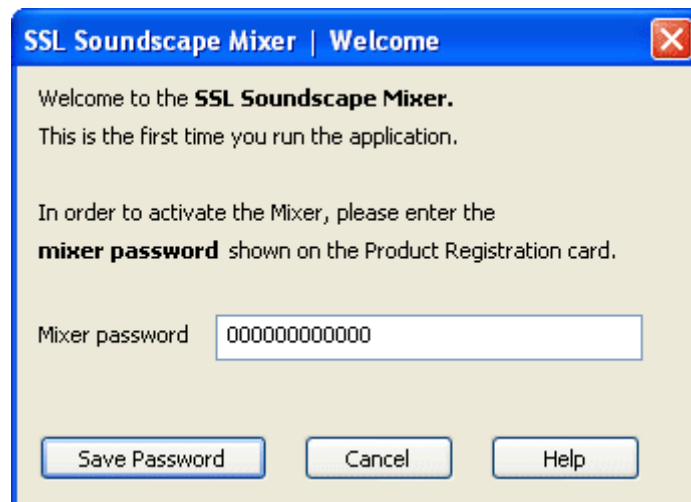 SSL Soundscape Mixer | Welcome
Welcome to the SSL Soundscape Mixer.
This is the first time you run the application.
In order to activate the Mixer, please enter the
mixer password shown on the Product Registration card.
Mixer password 000000000000
Save Password Cancel Help